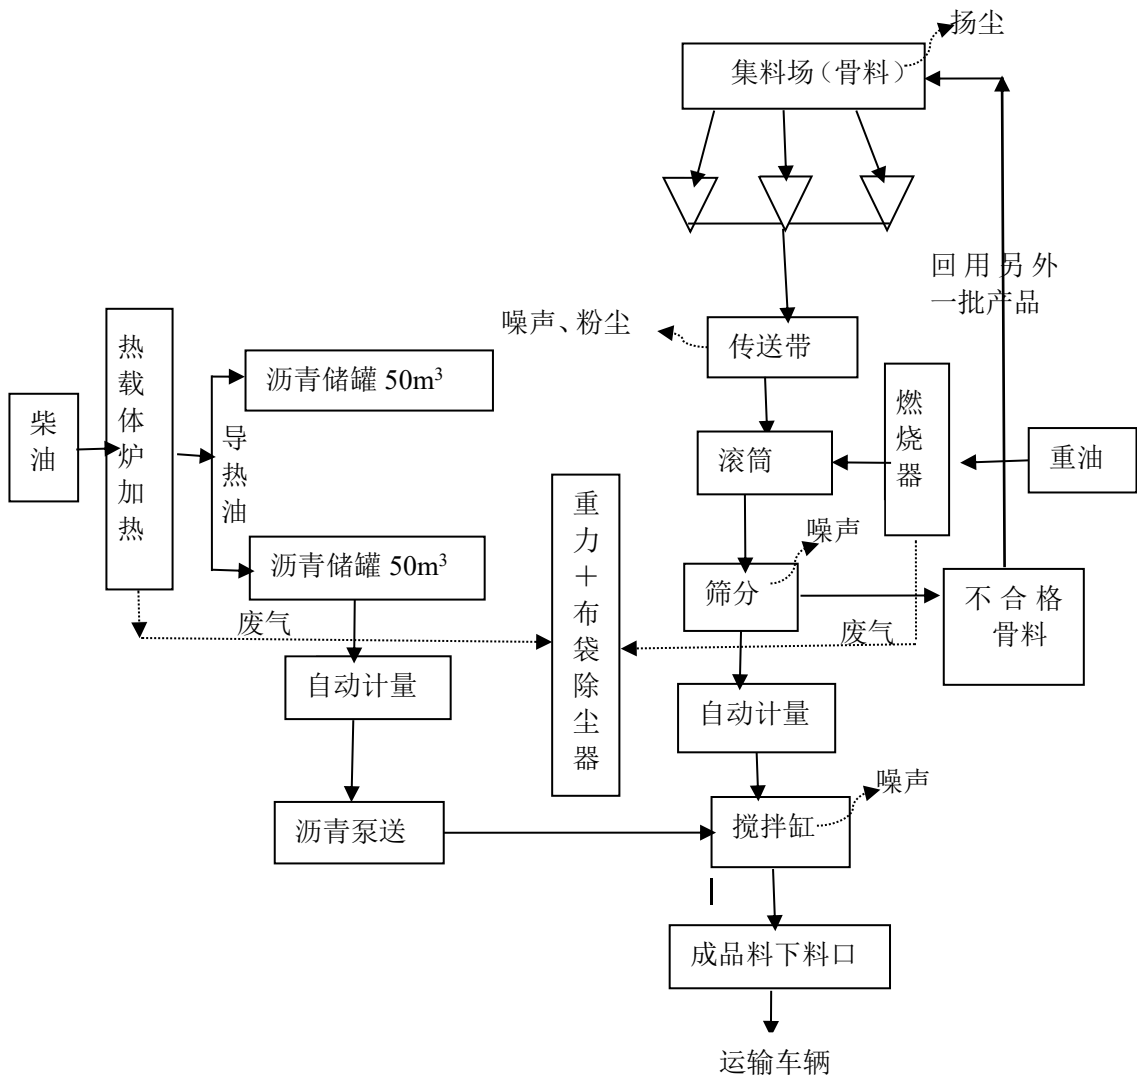 扬尘
集料场（骨料）
回用另外
一批产品
噪声、粉尘
传送带
热载体炉加热
沥青储罐 50m³
柴油
导热油
燃烧器
滚筒
重油
重力＋布袋除尘器
噪声
沥青储罐 50m³
筛分
不合格
骨料
废气
废气
自动计量
自动计量
噪声
沥青泵送
搅拌缸
成品料下料口
运输车辆